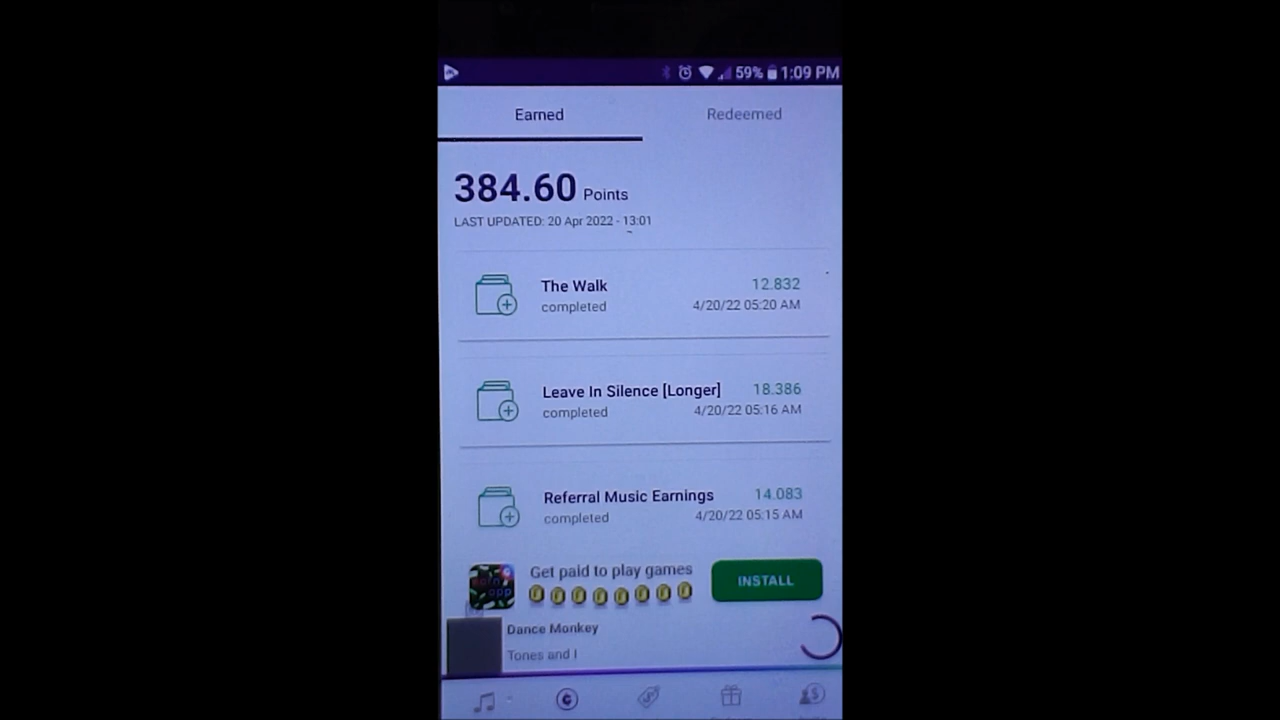 59% 1:09 PM
Earned Redeemed
384.60 Points
LAST UPDATED: 20 Apr 2022 - 13:01
The Walk 12.832
completed 4/20/22 05:20 AM
Leave In Silence [Longer] 18.386
completed 4/20/22 05:16 AM
Referral Music Earnings 14.083
completed 4/20/22 05:15 AM
Get paid to play games
INSTALL
Dance Monkey
Tones and I